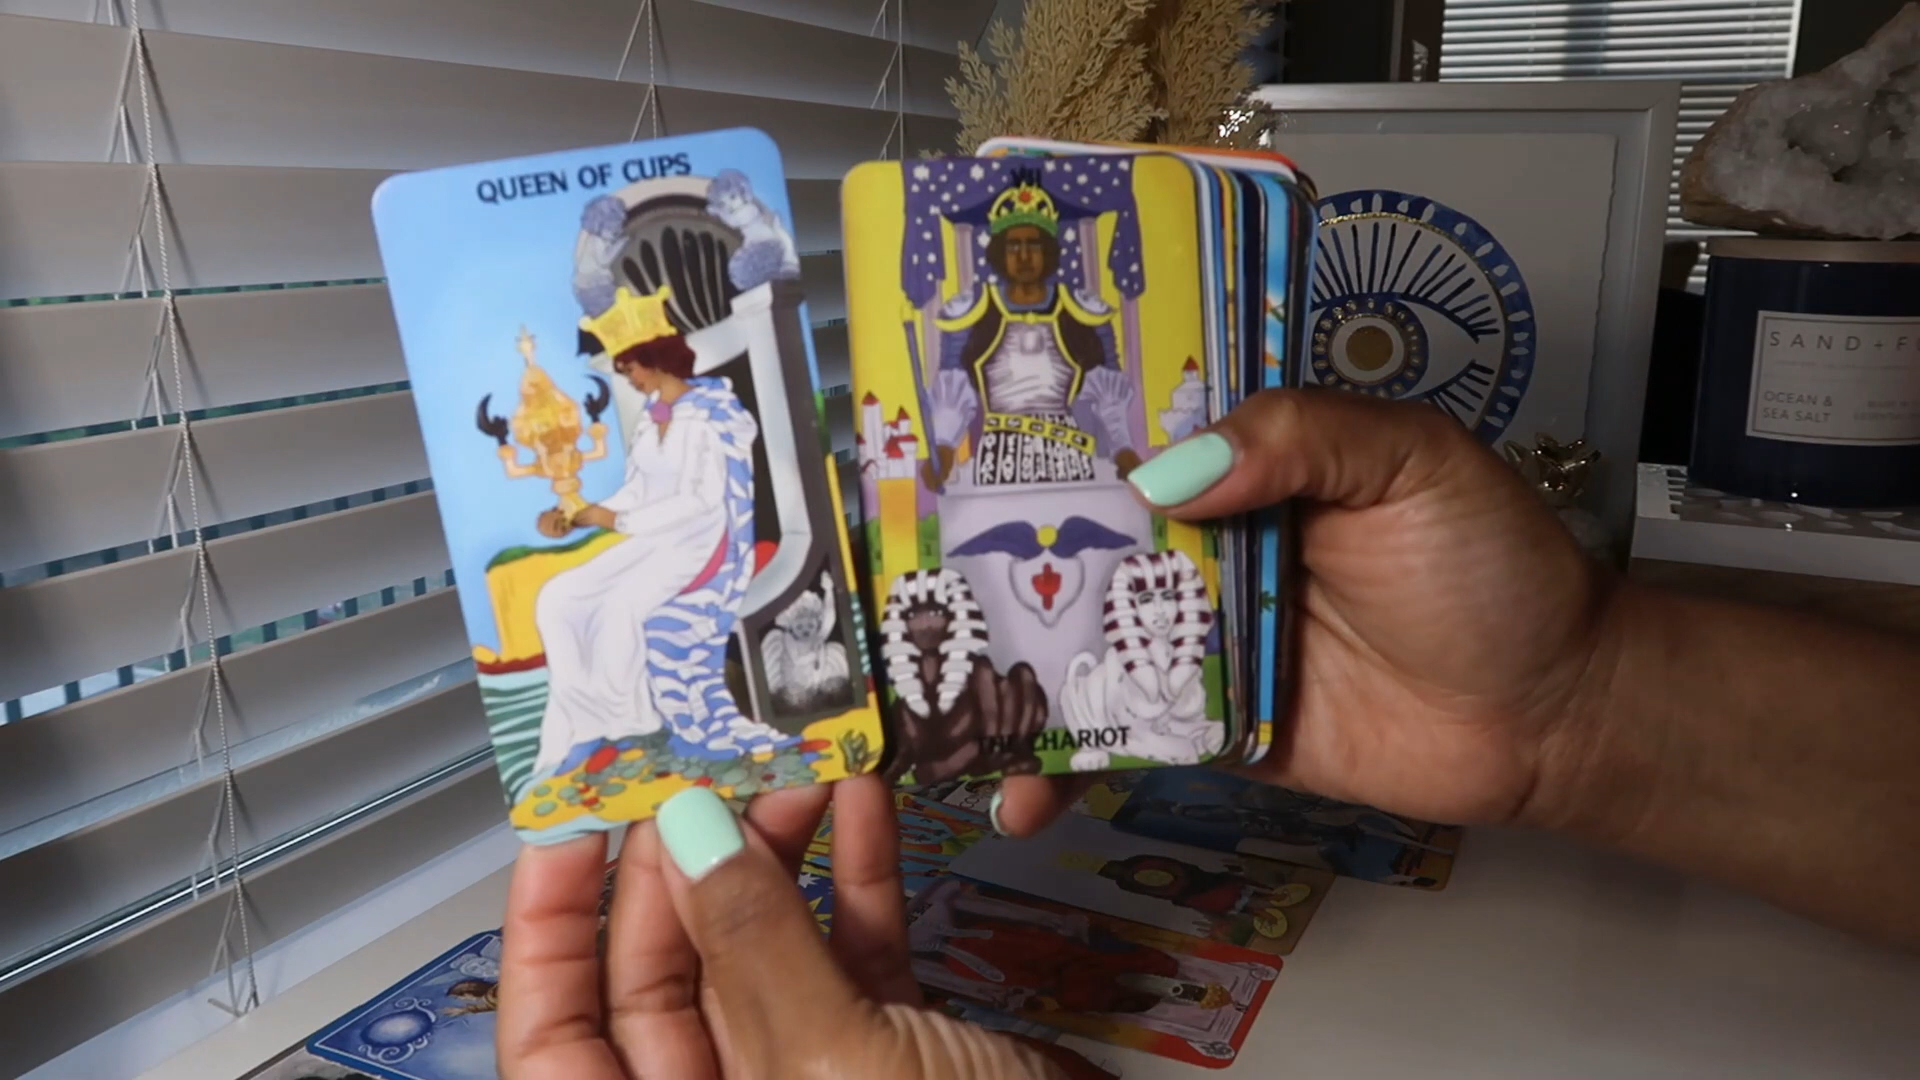 QUEEN OF CUPS
VII
THE CHARIOT
SAND +
OCEAN &
SEA SALT